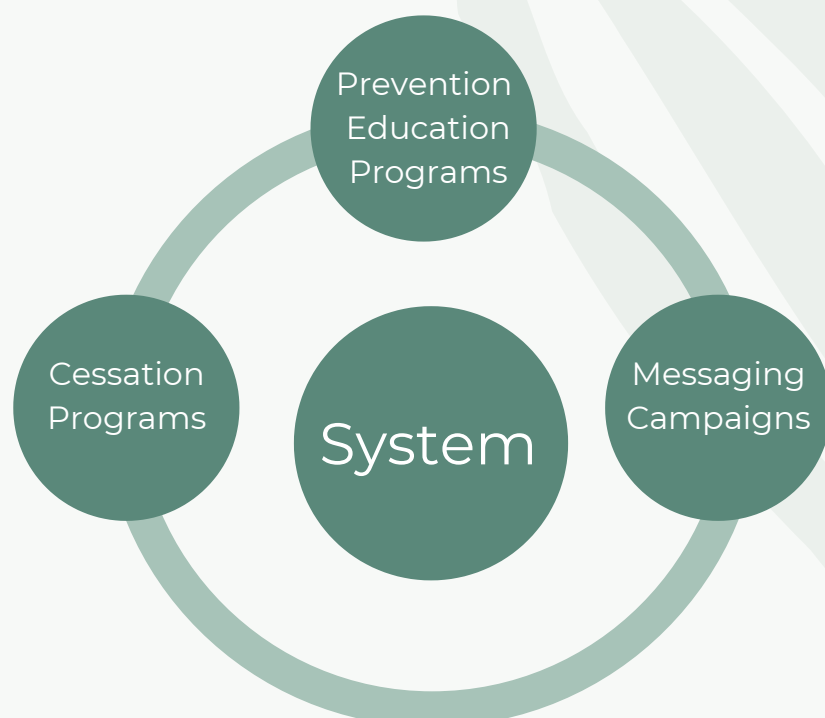 Prevention
Education
Programs
Cessation
Programs
Messaging
Campaigns
System